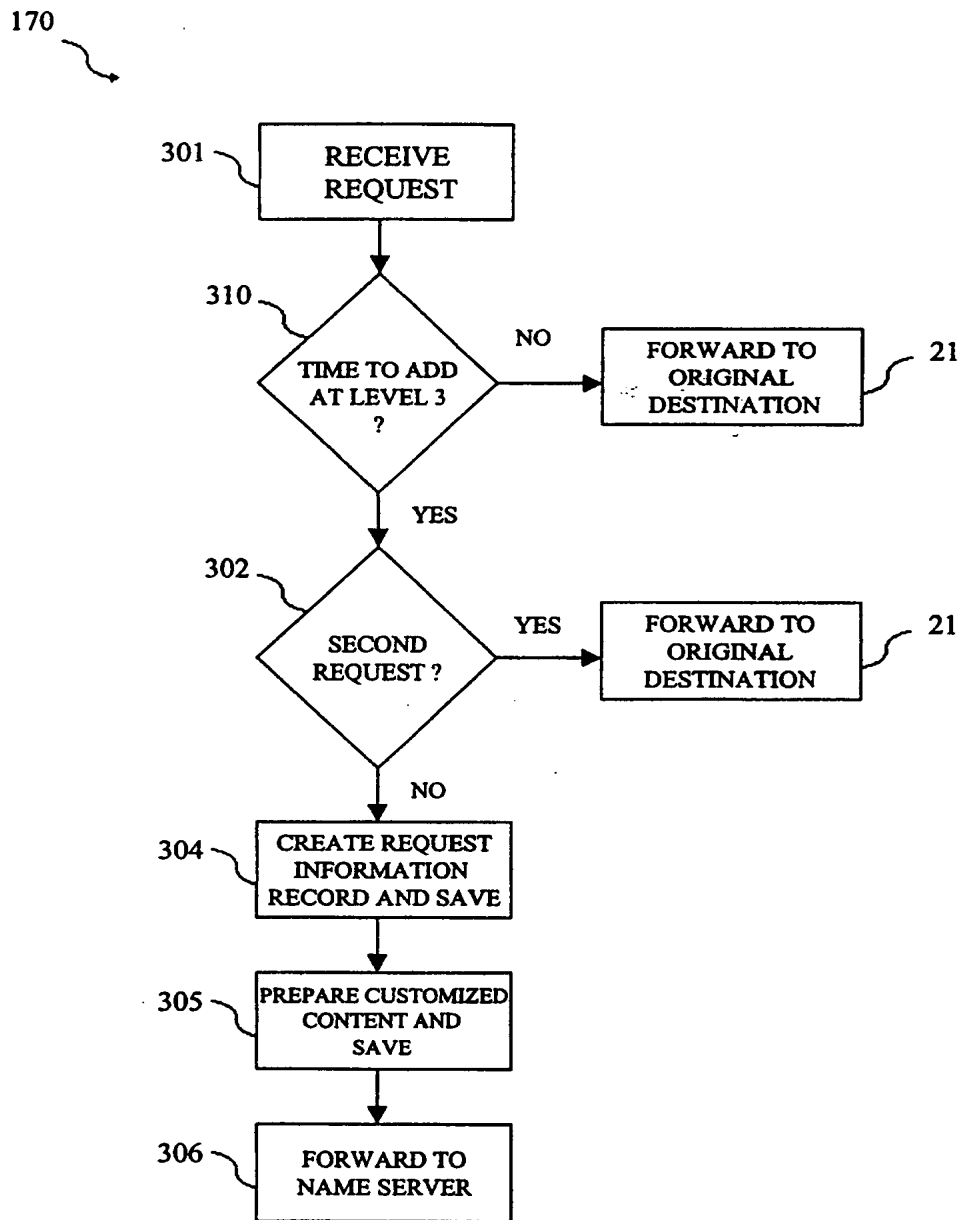 170
301
RECEIVE
REQUEST
310
TIME TO ADD
AT LEVEL 3
?
NO
FORWARD TO
ORIGINAL
DESTINATION
21
YES
302
SECOND
REQUEST ?
YES
FORWARD TO
ORIGINAL
DESTINATION
21
NO
304
CREATE REQUEST
INFORMATION
RECORD AND SAVE
305
PREPARE CUSTOMIZED
CONTENT AND
SAVE
306
FORWARD TO
NAME SERVER